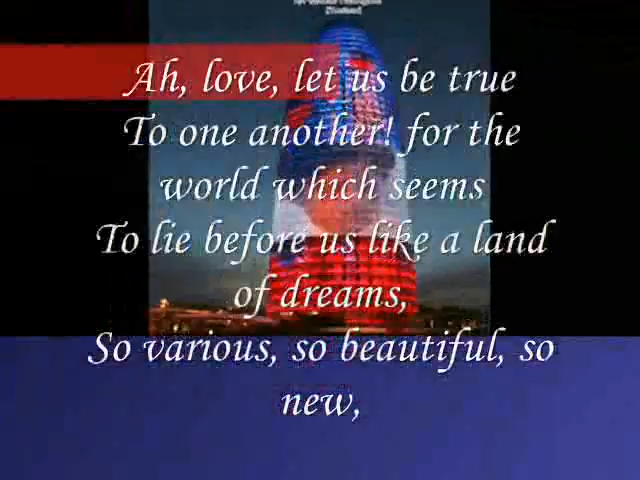 Ah, love, let us be true
To one another! for the
world which seems
To lie before us like a land
of dreams,
So various, so beautiful, so
new,